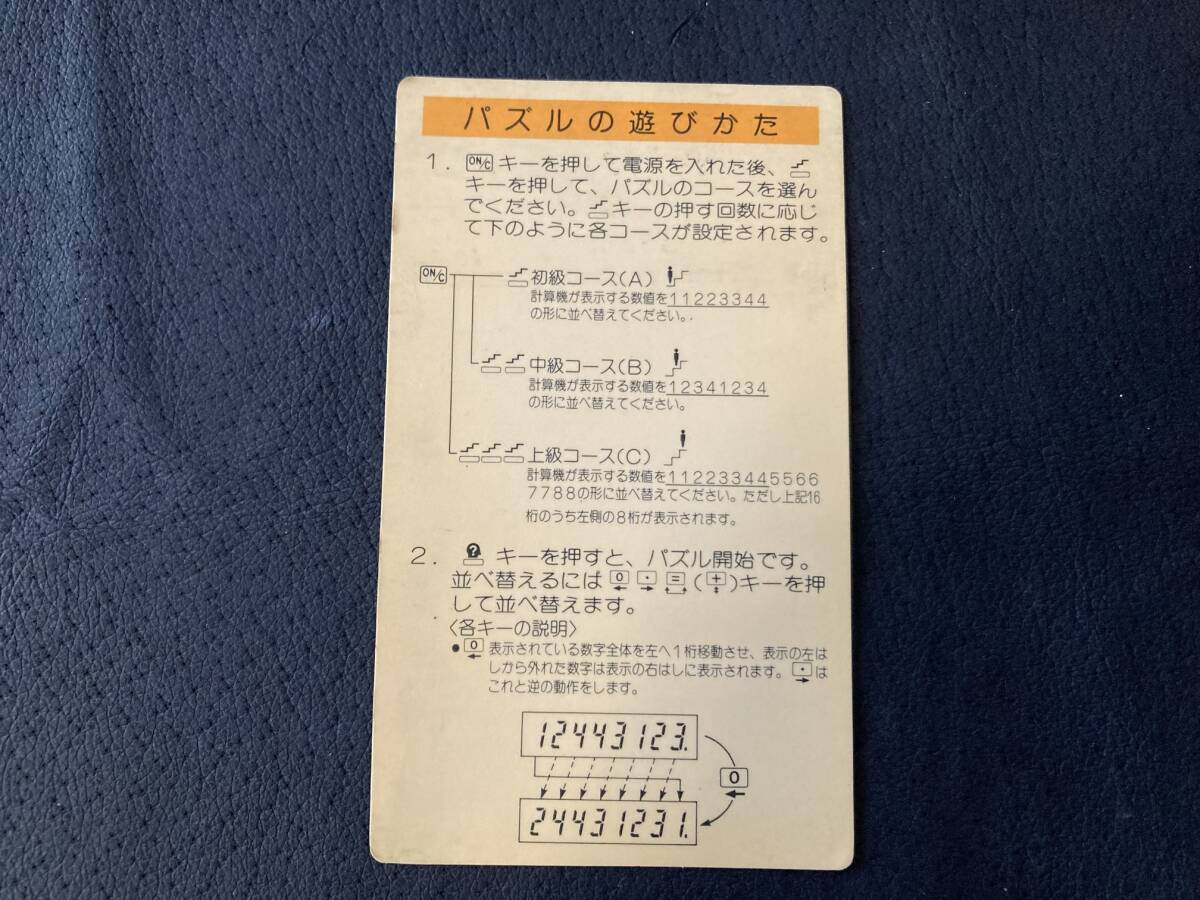 パズルの遊びかた
1. ON/C キーを押して電源を入れた後、
キーを押して、パズルのコースを選ん
でください。キーの押す回数に応じ
て下のように各コースが設定されます。
ON/C
初級コース(A)
計算機が表示する数値を11223344
の形に並べ替えてください。
中級コース(B)
計算機が表示する数値を12341234
の形に並べ替えてください。
上級コース(C)
計算機が表示する数値を112233445566
7788の形に並べ替えてください。ただし上記16
桁のうち左側の8桁が表示されます。
2. ? キーを押すと、パズル開始です。
並べ替えるには 0 ← ・ → = (+)キーを押
して並べ替えます。
〈各キーの説明〉
● 0 ← 表示されている数字全体を左へ1桁移動させ、表示の左は
しから外れた数字は表示の右はしに表示されます。・ → は
これと逆の動作をします。
12443123.
0 ←
24431231.